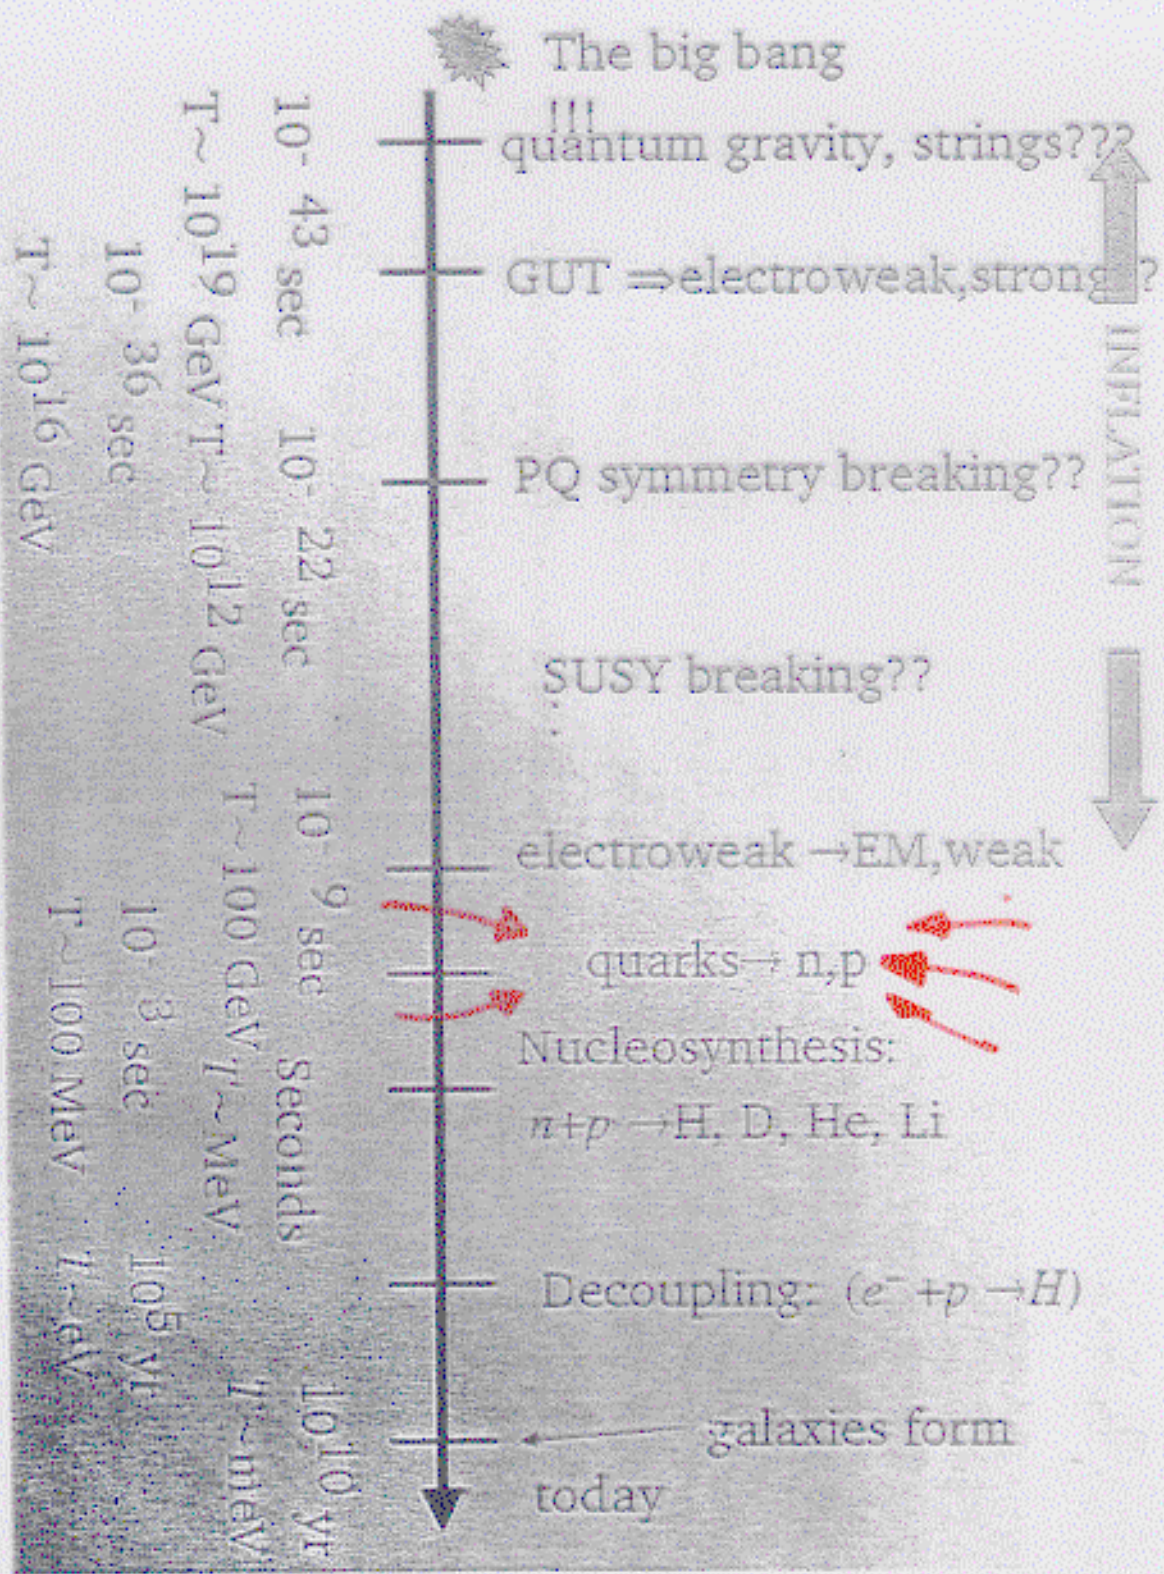 The big bang
!!!
quantum gravity, strings???
GUT ⇒electroweak,strong??
PQ symmetry breaking??
SUSY breaking??
electroweak →EM,weak
quarks→ n,p
Nucleosynthesis:
n+p →H, D, He, Li
Decoupling: (e⁻+p →H)
galaxies form
today
INFLATION
10- 43 sec
T~ 10¹⁹ GeV
10- 36 sec
T~ 10¹⁶ GeV
10- 22 sec
T~ 10¹² GeV
10- 9 sec
T~ 100 GeV
10- 3 sec
T~100 MeV
Seconds
T~ MeV
10⁵ yr
T~eV
10¹⁰ yr
T~meV